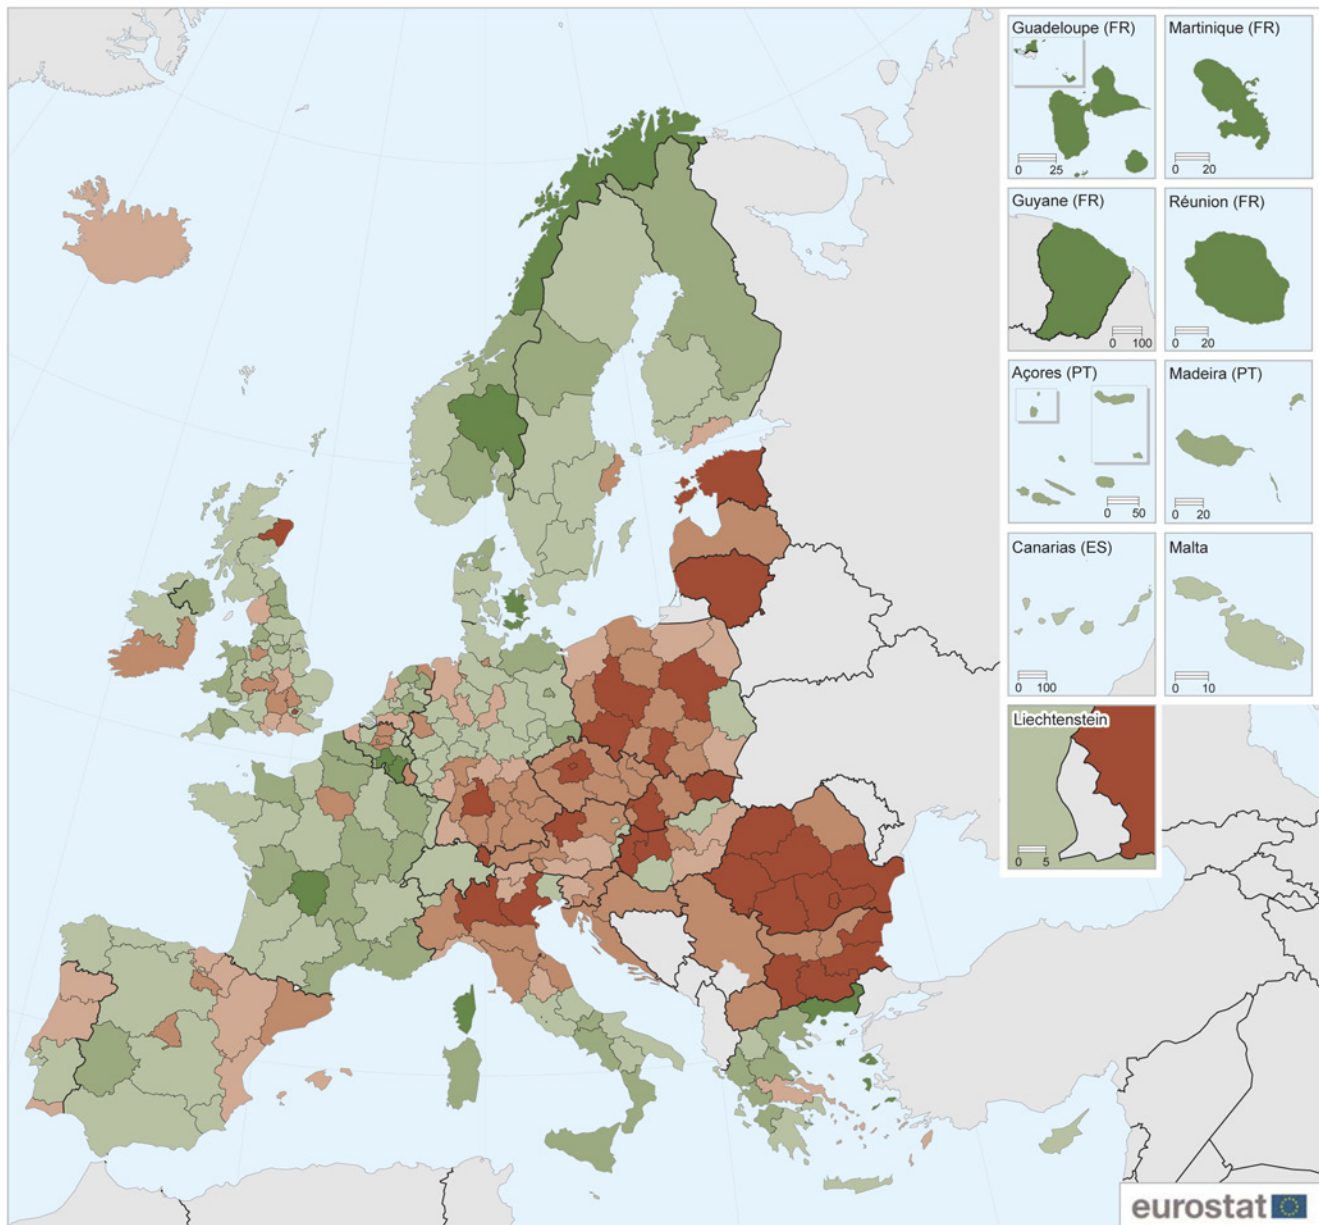 Guadeloupe (FR)
0 25
Martinique (FR)
0 20
Guyane (FR)
0 100
Réunion (FR)
0 20
Açores (PT)
0 50
Madeira (PT)
0 20
Canarias (ES)
0 100
Malta
0 10
Liechtenstein
0 5
eurostat